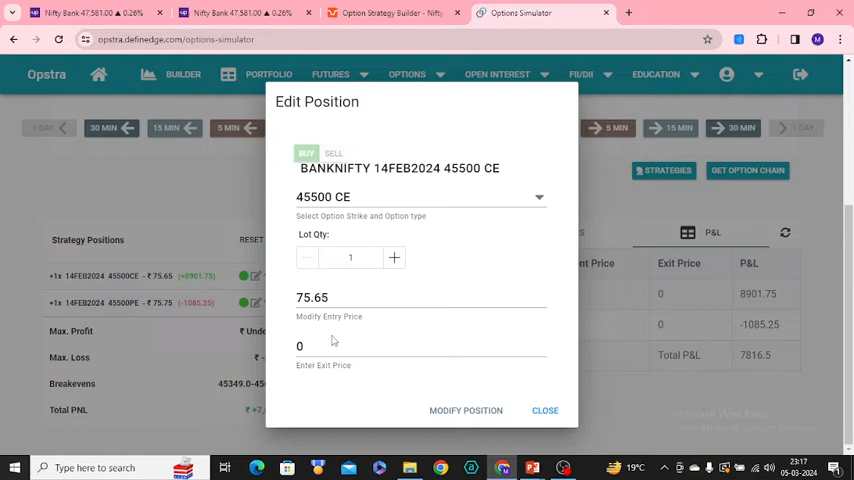 Nifty Bank 47,581.00 ▲ 0.26%
Nifty Bank 47,581.00 ▲ 0.26%
Option Strategy Builder - Nifty,
Options Simulator
opstra.definedge.com/options-simulator
M
Opstra
BUILDER
PORTFOLIO
FUTURES
OPTIONS
OPEN INTEREST
FII/DII
EDUCATION
Edit Position
1 DAY
30 MIN
15 MIN
5 MIN
5 MIN
15 MIN
30 MIN
1 DAY
BUY SELL
BANKNIFTY 14FEB2024 45500 CE
STRATEGIES
GET OPTION CHAIN
45500 CE
Select Option Strike and Option type
Lot Qty:
1
Strategy Positions
RESET
P&L
+1x 14FEB2024 45500CE - ₹ 75.65 (+8901.75)
+1x 14FEB2024 45500PE - ₹ 75.75 (-1085.25)
Exit Price
P&L
0
8901.75
0
-1085.25
Total P&L
7816.5
75.65
Modify Entry Price
0
Enter Exit Price
Max. Profit
Max. Loss
Breakevens
Total PNL
MODIFY POSITION
CLOSE
Type here to search
19°C
23:17
05-03-2024